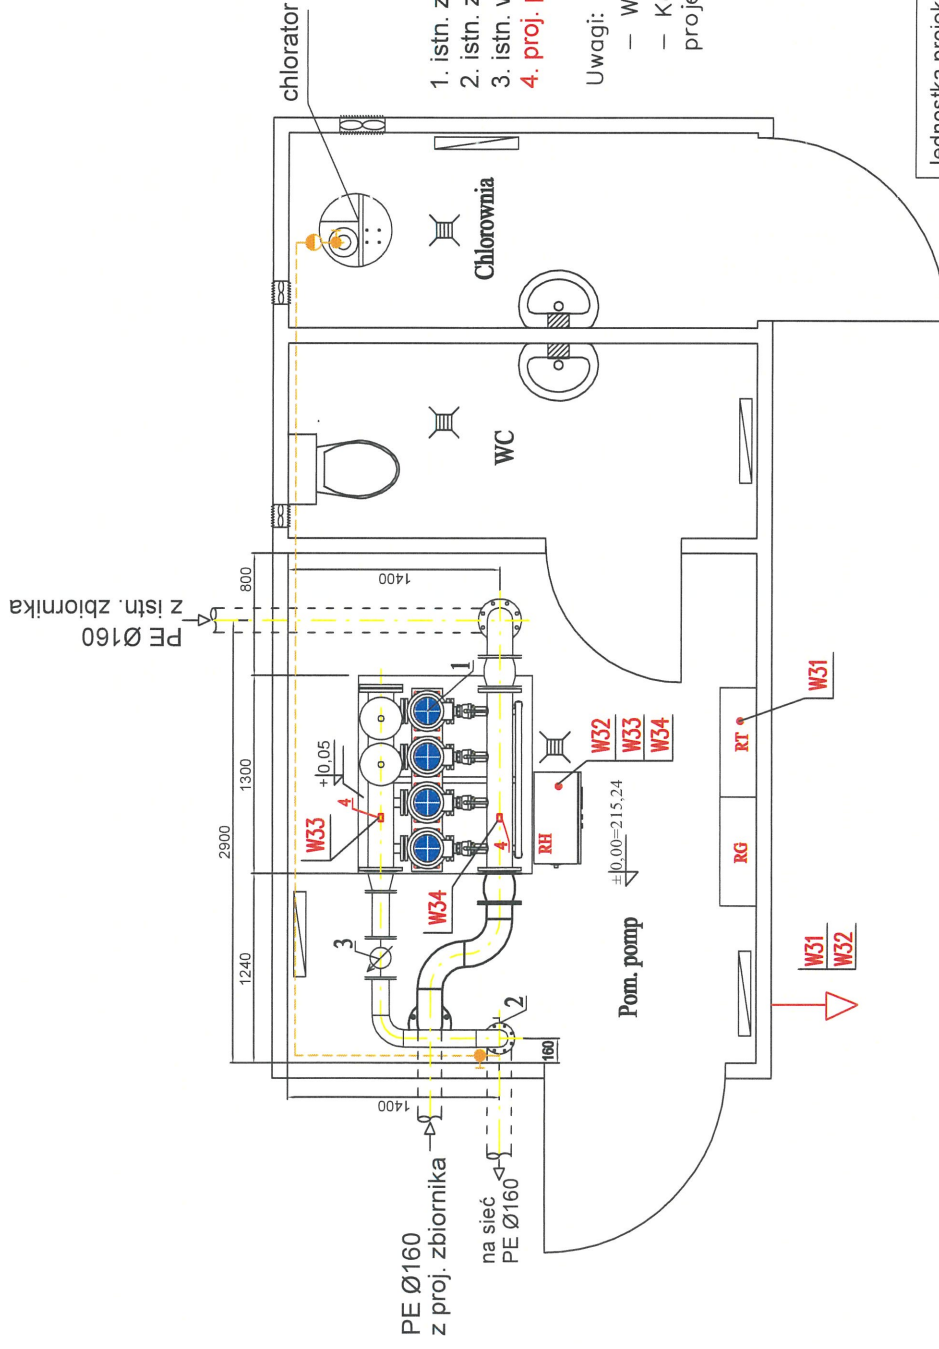 chlorator
1. istn. z
2. istn. z
3. istn. v
4. proj.
Uwagi:
– W
– K
proje
Chlorownia
WC
Pom. pomp
PE Ø160
z istn. zbiornika
800
1400
1300
2900
1240
1400
160
+0,05
±0,00=215,24
1
2
3
4
4
W33
W34
RH
W32
W33
W34
RT
RG
W31
W31
W32
PE Ø160
z proj. zbiornika
na sieć
PE Ø160